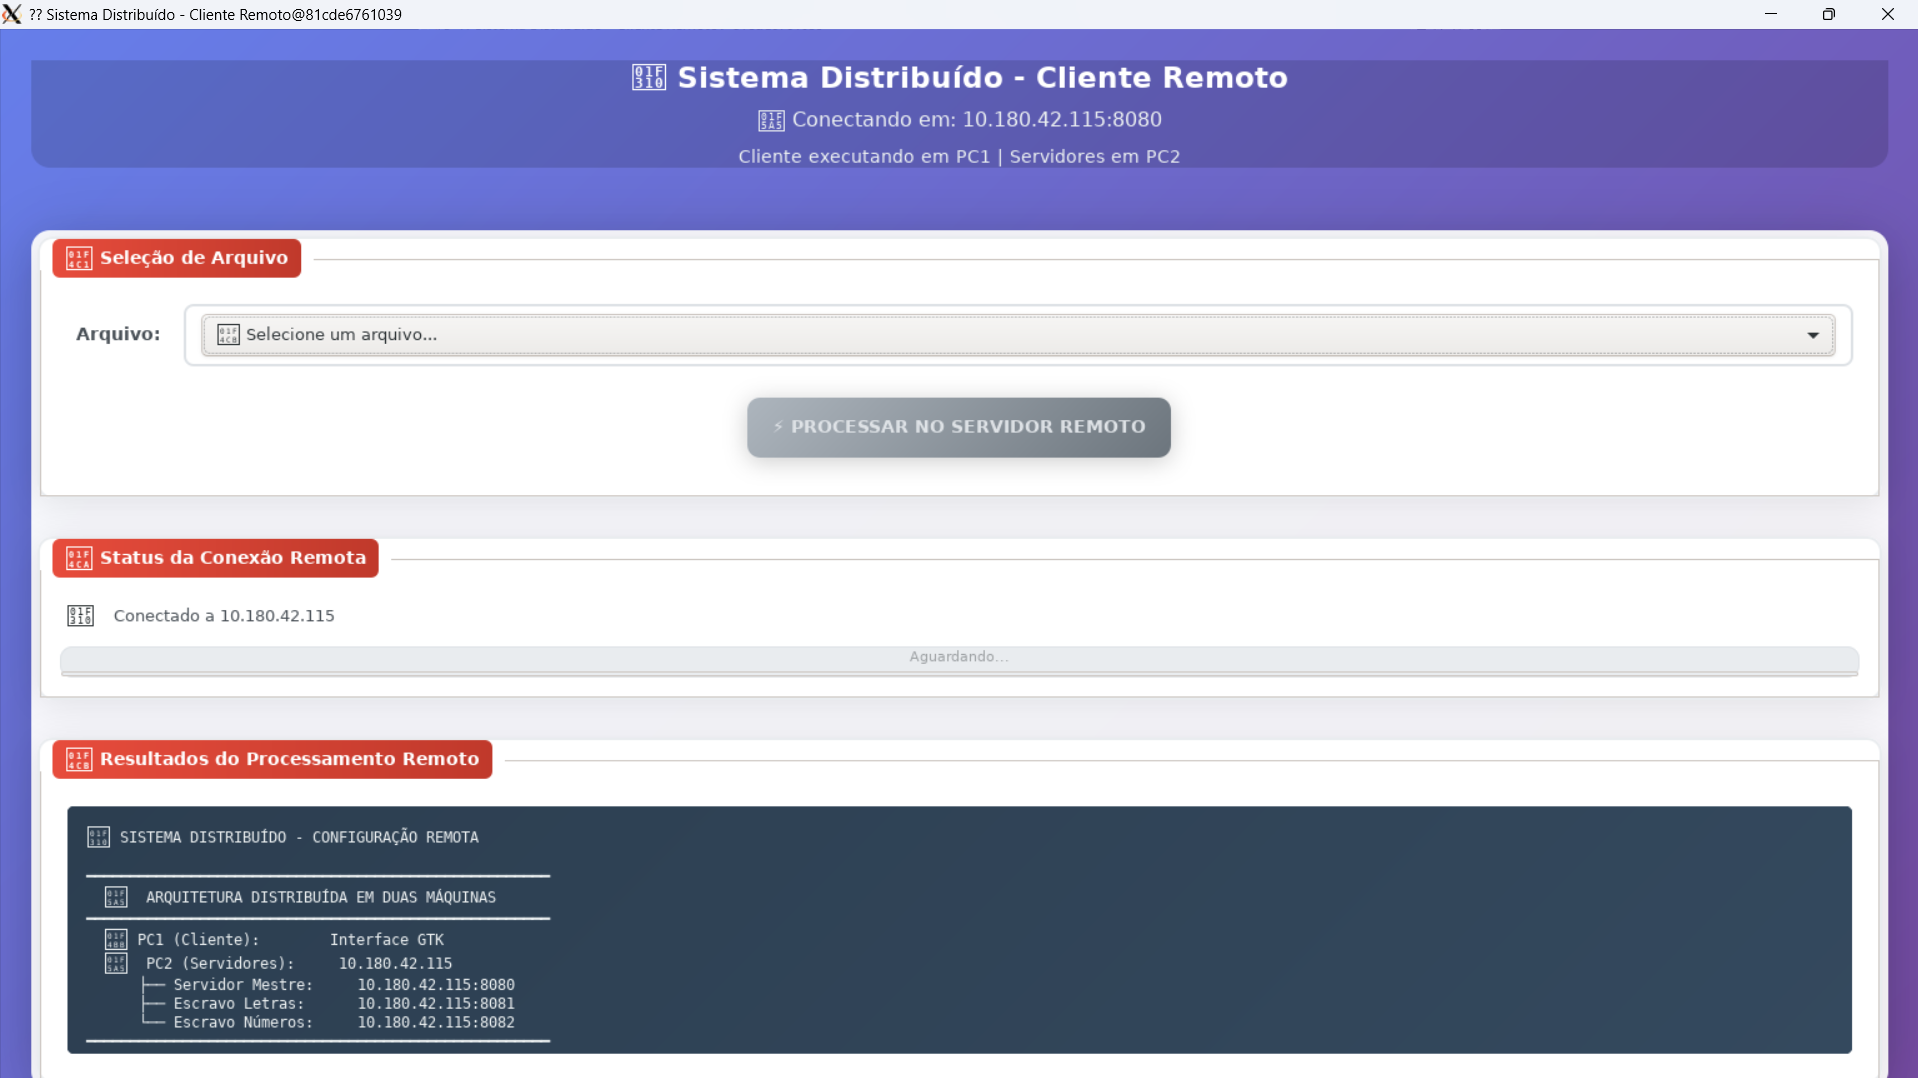 ?? Sistema Distribuído - Cliente Remoto@81cde6761039
Sistema Distribuído - Cliente Remoto
Conectando em: 10.180.42.115:8080
Cliente executando em PC1 | Servidores em PC2
Seleção de Arquivo
Arquivo: Selecione um arquivo...
⚡ PROCESSAR NO SERVIDOR REMOTO
Status da Conexão Remota
Conectado a 10.180.42.115
Aguardando...
Resultados do Processamento Remoto
SISTEMA DISTRIBUÍDO - CONFIGURAÇÃO REMOTA
ARQUITETURA DISTRIBUÍDA EM DUAS MÁQUINAS
PC1 (Cliente): Interface GTK
PC2 (Servidores): 10.180.42.115
├── Servidor Mestre: 10.180.42.115:8080
├── Escravo Letras: 10.180.42.115:8081
└── Escravo Números: 10.180.42.115:8082